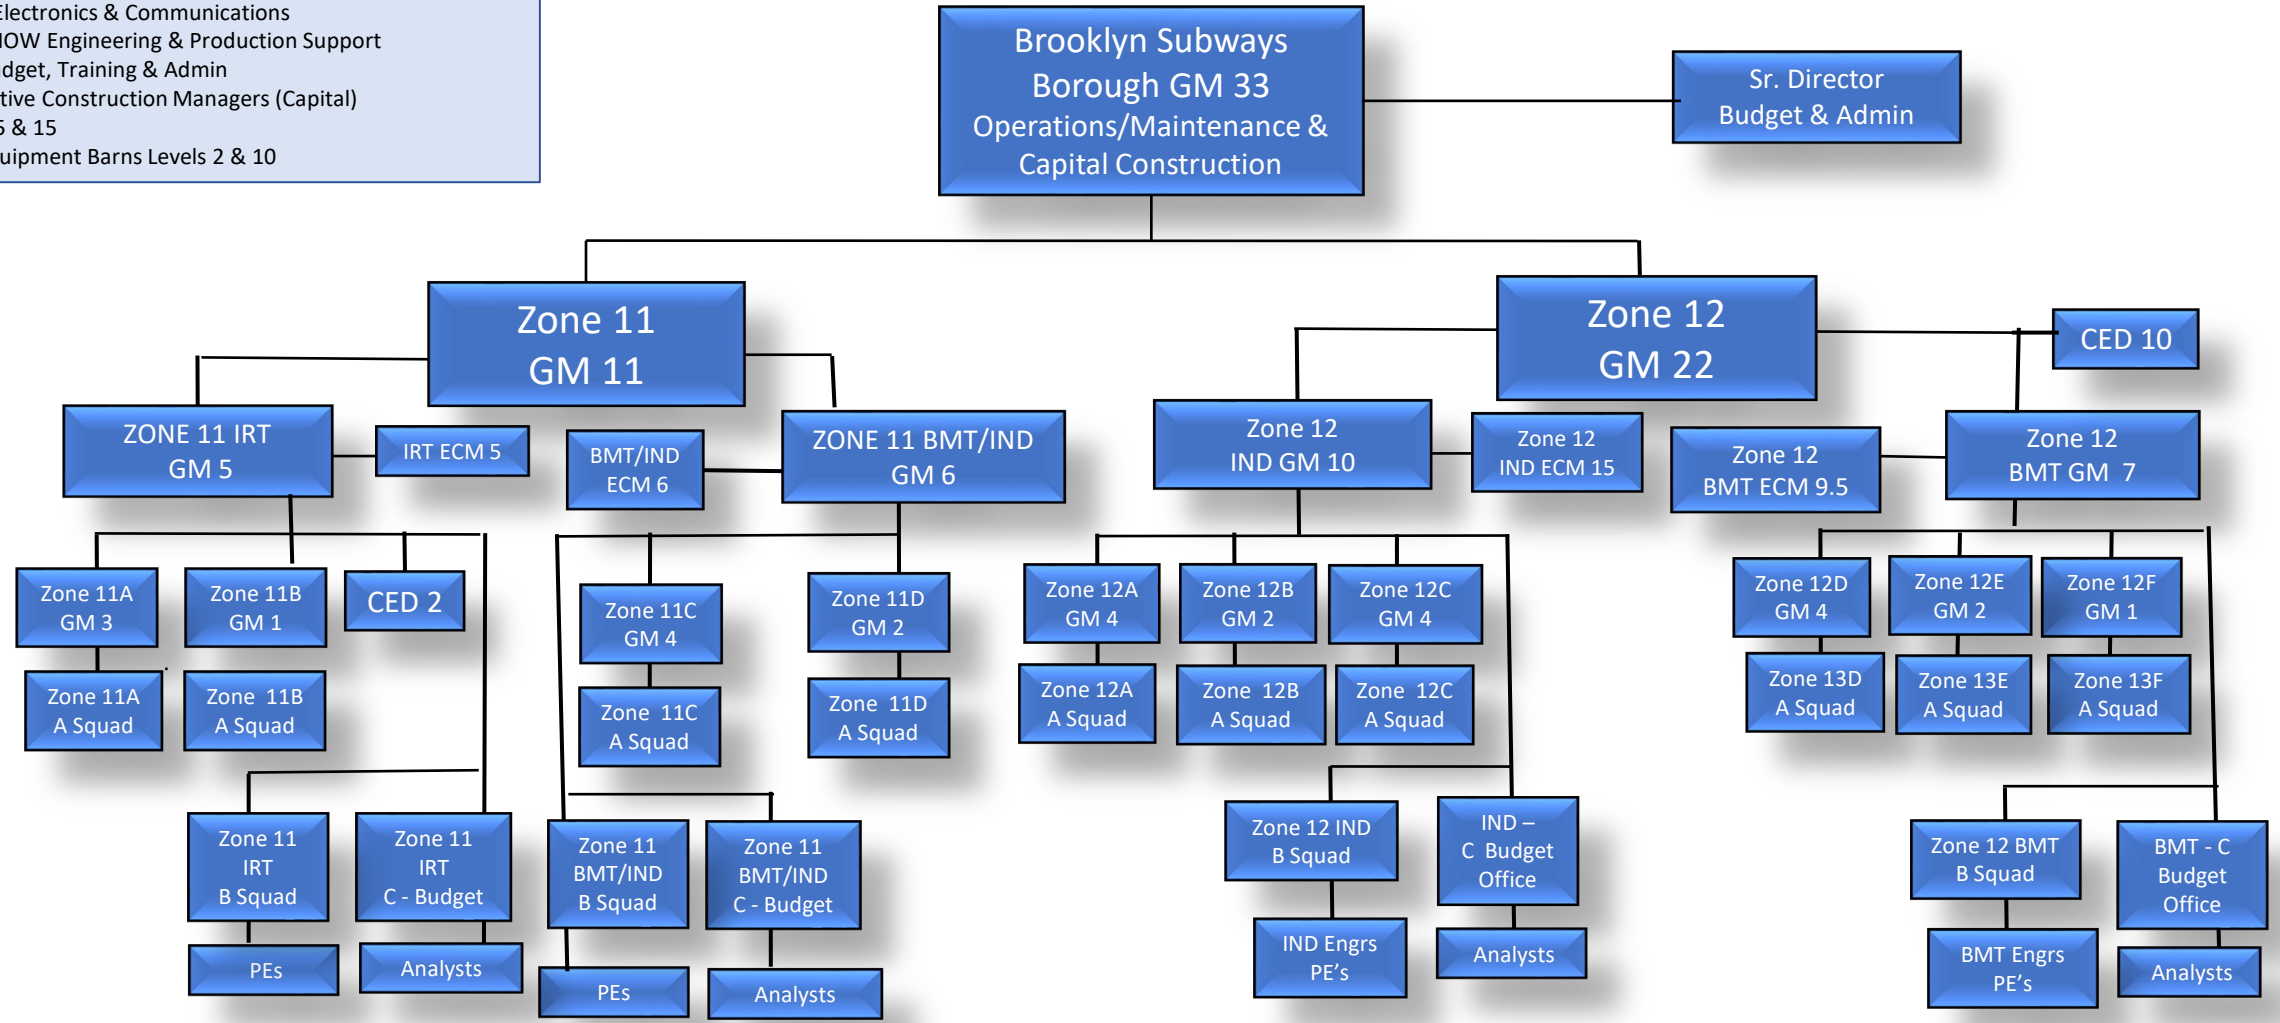 Electronics & Communications
Engineering & Production Support
Training & Admin
Construction Managers (Capital)
& 15
Barns Levels 2 & 10
Brooklyn Subways
Borough GM 33
Operations/Maintenance &
Capital Construction
Sr. Director
Budget & Admin
Zone 11
GM 11
Zone 12
GM 22
CED 10
ZONE 11 IRT
GM 5
IRT ECM 5
BMT/IND
ECM 6
ZONE 11 BMT/IND
GM 6
Zone 12
IND GM 10
Zone 12
IND ECM 15
Zone 12
BMT ECM 9.5
Zone 12
BMT GM 7
Zone 11A
GM 3
Zone 11B
GM 1
CED 2
Zone 11C
GM 4
Zone 11D
GM 2
Zone 12A
GM 4
Zone 12B
GM 2
Zone 12C
GM 4
Zone 12D
GM 4
Zone 12E
GM 2
Zone 12F
GM 1
Zone 11A
A Squad
Zone 11B
A Squad
Zone 11C
A Squad
Zone 11D
A Squad
Zone 12A
A Squad
Zone 12B
A Squad
Zone 12C
A Squad
Zone 13D
A Squad
Zone 13E
A Squad
Zone 13F
A Squad
Zone 11
IRT
B Squad
Zone 11
IRT
C - Budget
Zone 11
BMT/IND
B Squad
Zone 11
BMT/IND
C - Budget
Zone 12 IND
B Squad
IND –
C Budget
Office
Zone 12 BMT
B Squad
BMT - C
Budget
Office
PEs
Analysts
PEs
Analysts
IND Engrs
PE's
Analysts
BMT Engrs
PE's
Analysts